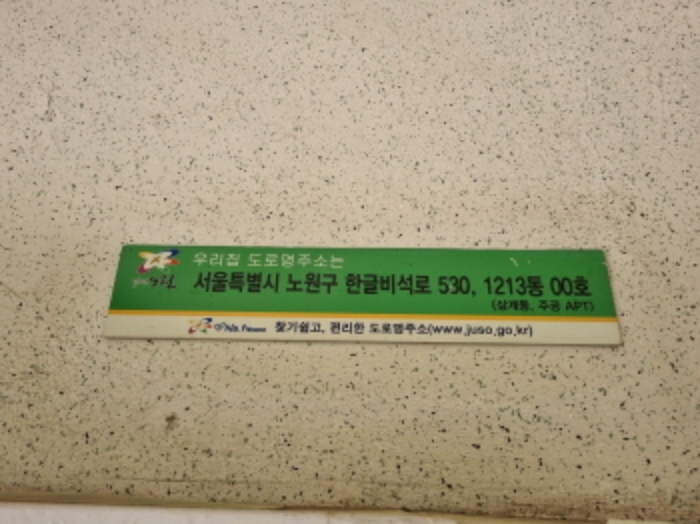 우리집 도로명주소는
서울특별시 노원구 한글비석로 530, 1213동 00호
(상계동, 주공 APT)
찾기쉽고, 편리한 도로명주소(www.juso.go.kr)